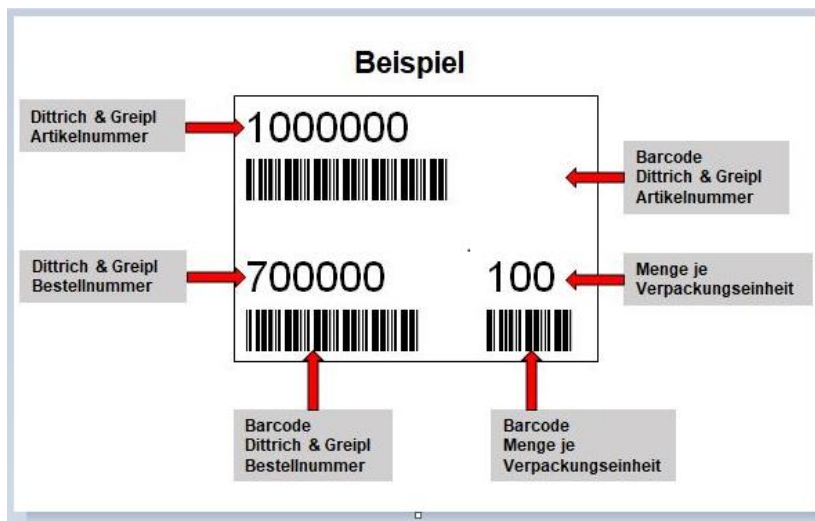 Beispiel
Dittrich & Greipl
Artikelnummer
1000000
Barcode
Dittrich & Greipl
Artikelnummer
Dittrich & Greipl
Bestellnummer
700000
100
Menge je
Verpackungseinheit
Barcode
Dittrich & Greipl
Bestellnummer
Barcode
Menge je
Verpackungseinheit